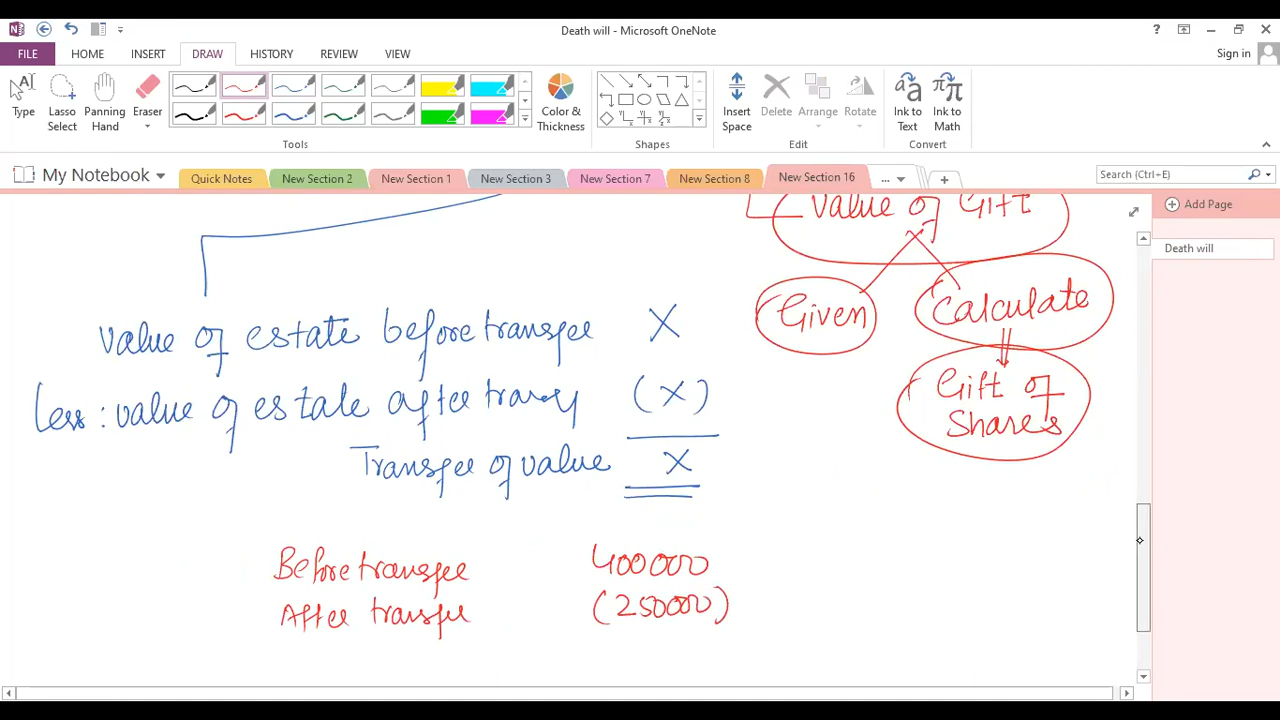 Death will - Microsoft OneNote
Sign in
FILE HOME INSERT DRAW HISTORY REVIEW VIEW
Type
Lasso Select
Panning Hand
Eraser
Color & Thickness
Insert Space
Delete
Arrange
Rotate
Ink to Text
Ink to Math
Tools Shapes Edit Convert
My Notebook Quick Notes New Section 2 New Section 1 New Section 3 New Section 7 New Section 8 New Section 16 ... Search (Ctrl+E)
Add Page
Death will
Value of Gift
Given Calculate
Gift of
Shares
value of estate before transfer X
Less: value of estate after transf (X)
Transfer of value X
Before transfer 400000
After transfer (250000)